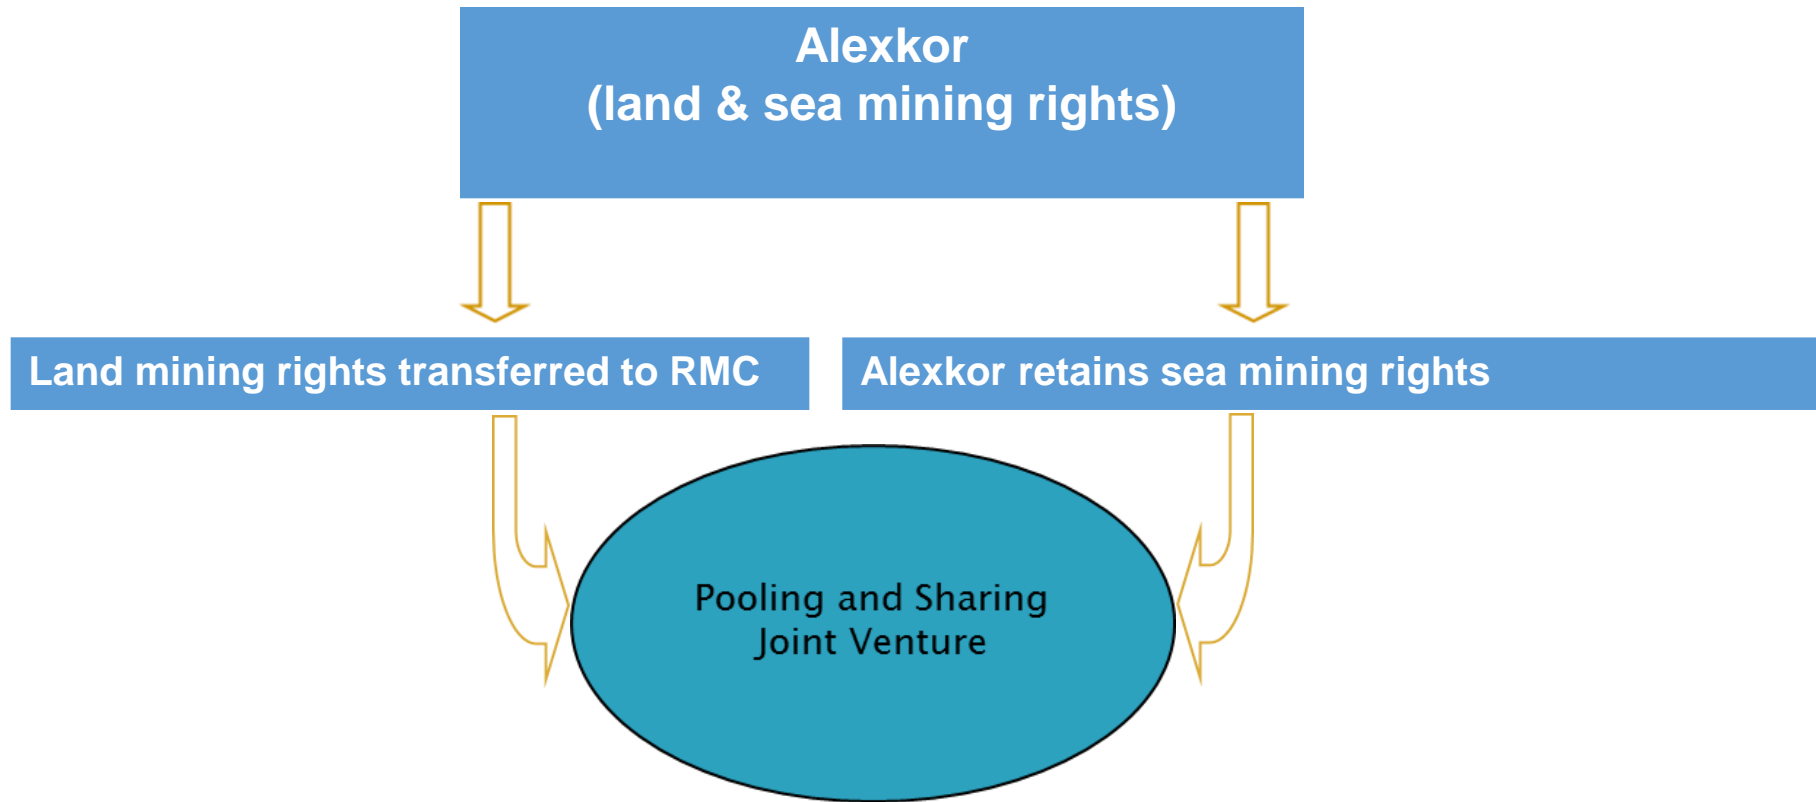 Alexkor
(land & sea mining rights)
Land mining rights transferred to RMC
Alexkor retains sea mining rights
Pooling and Sharing
Joint Venture